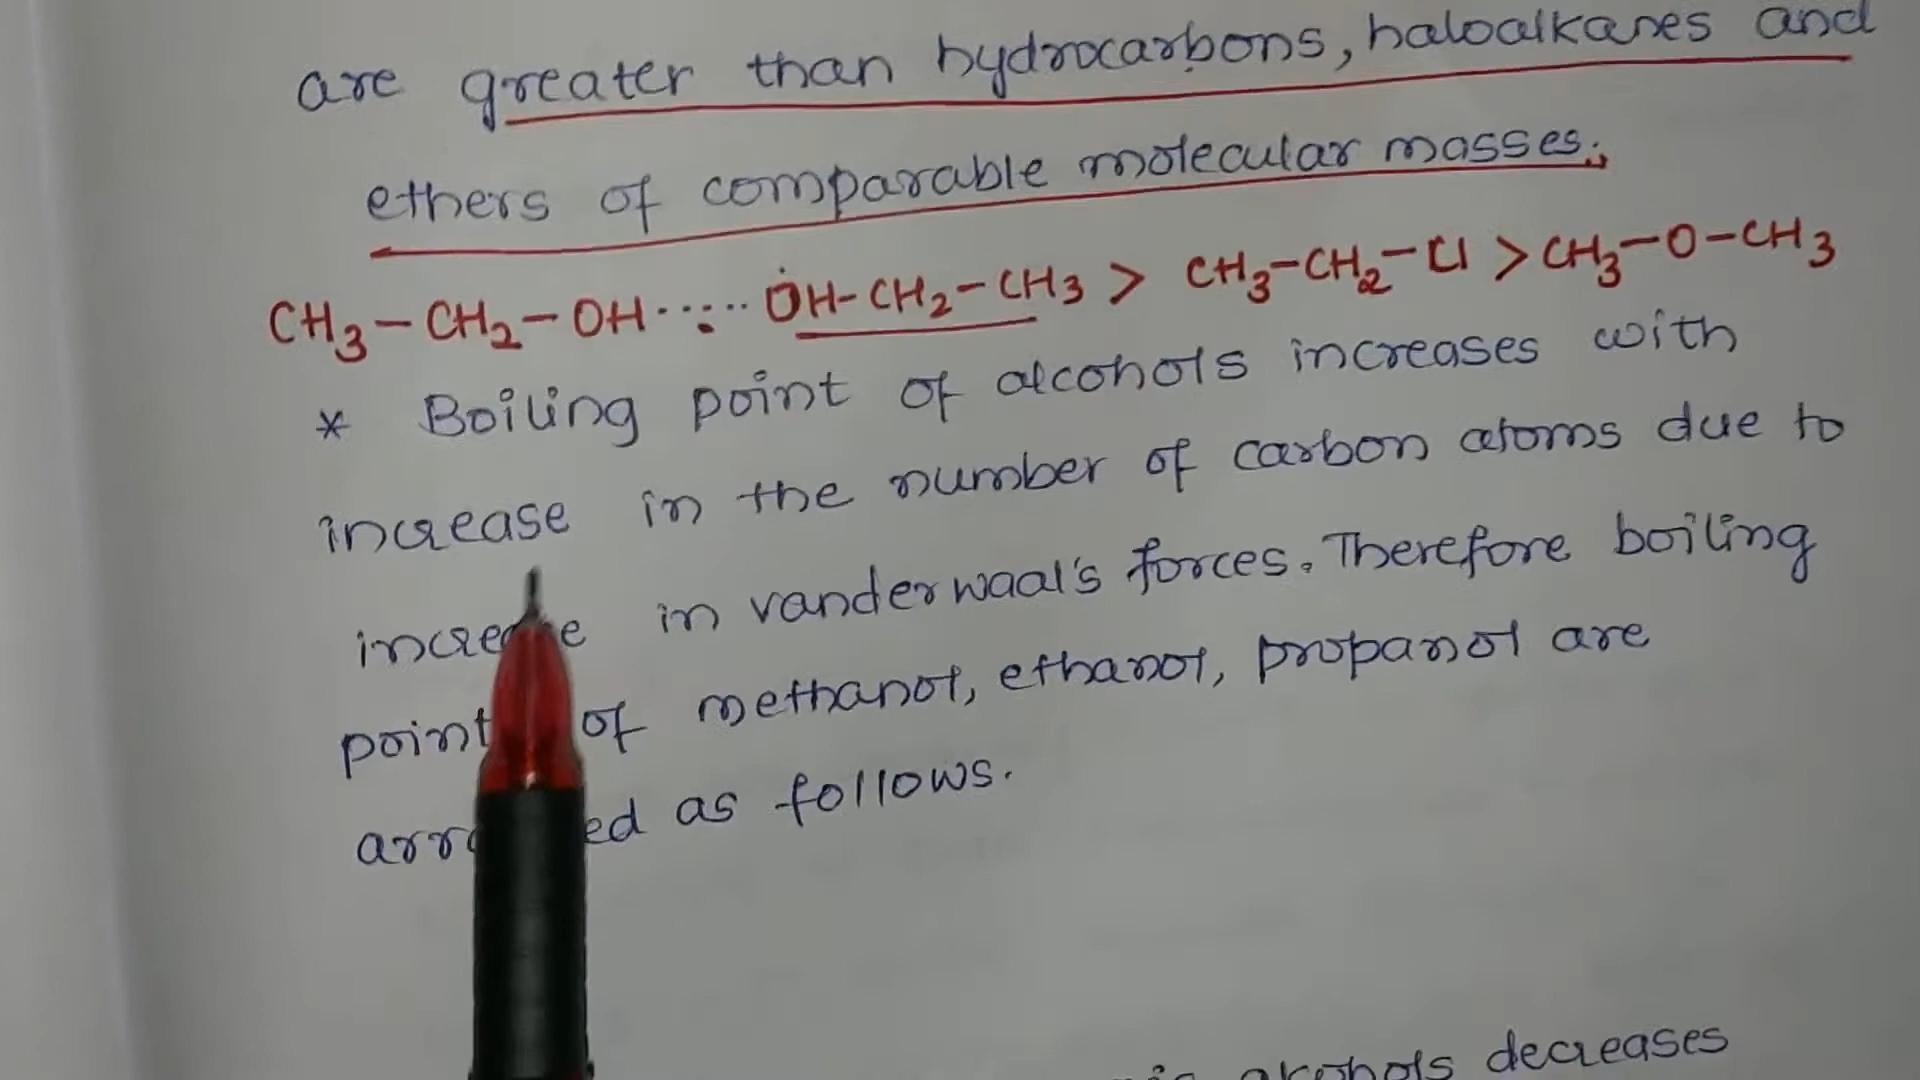 are greater than hydrocarbons, haloalkanes and
ethers of comparable molecular masses.
CH3-CH2-OH······OH-CH2-CH3 > CH3-CH2-Cl > CH3-O-CH3
* Boiling point of alcohols increases with
increase in the number of carbon atoms due to
in vanderwaal's forces. Therefore boiling
point of methanol, ethanol, propanol are
as follows.
alcohols decreases